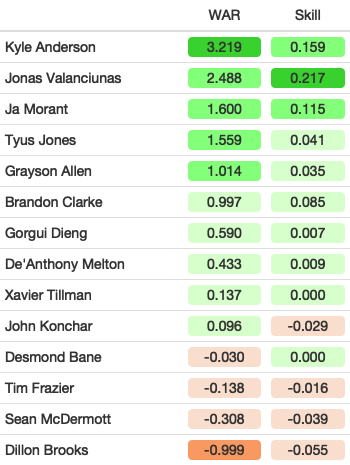 WAR Skill
Kyle Anderson 3.219 0.159
Jonas Valanciunas 2.488 0.217
Ja Morant 1.600 0.115
Tyus Jones 1.559 0.041
Grayson Allen 1.014 0.035
Brandon Clarke 0.997 0.085
Gorgui Dieng 0.590 0.007
De'Anthony Melton 0.433 0.009
Xavier Tillman 0.137 0.000
John Konchar 0.096 -0.029
Desmond Bane -0.030 0.000
Tim Frazier -0.138 -0.016
Sean McDermott -0.308 -0.039
Dillon Brooks -0.999 -0.055